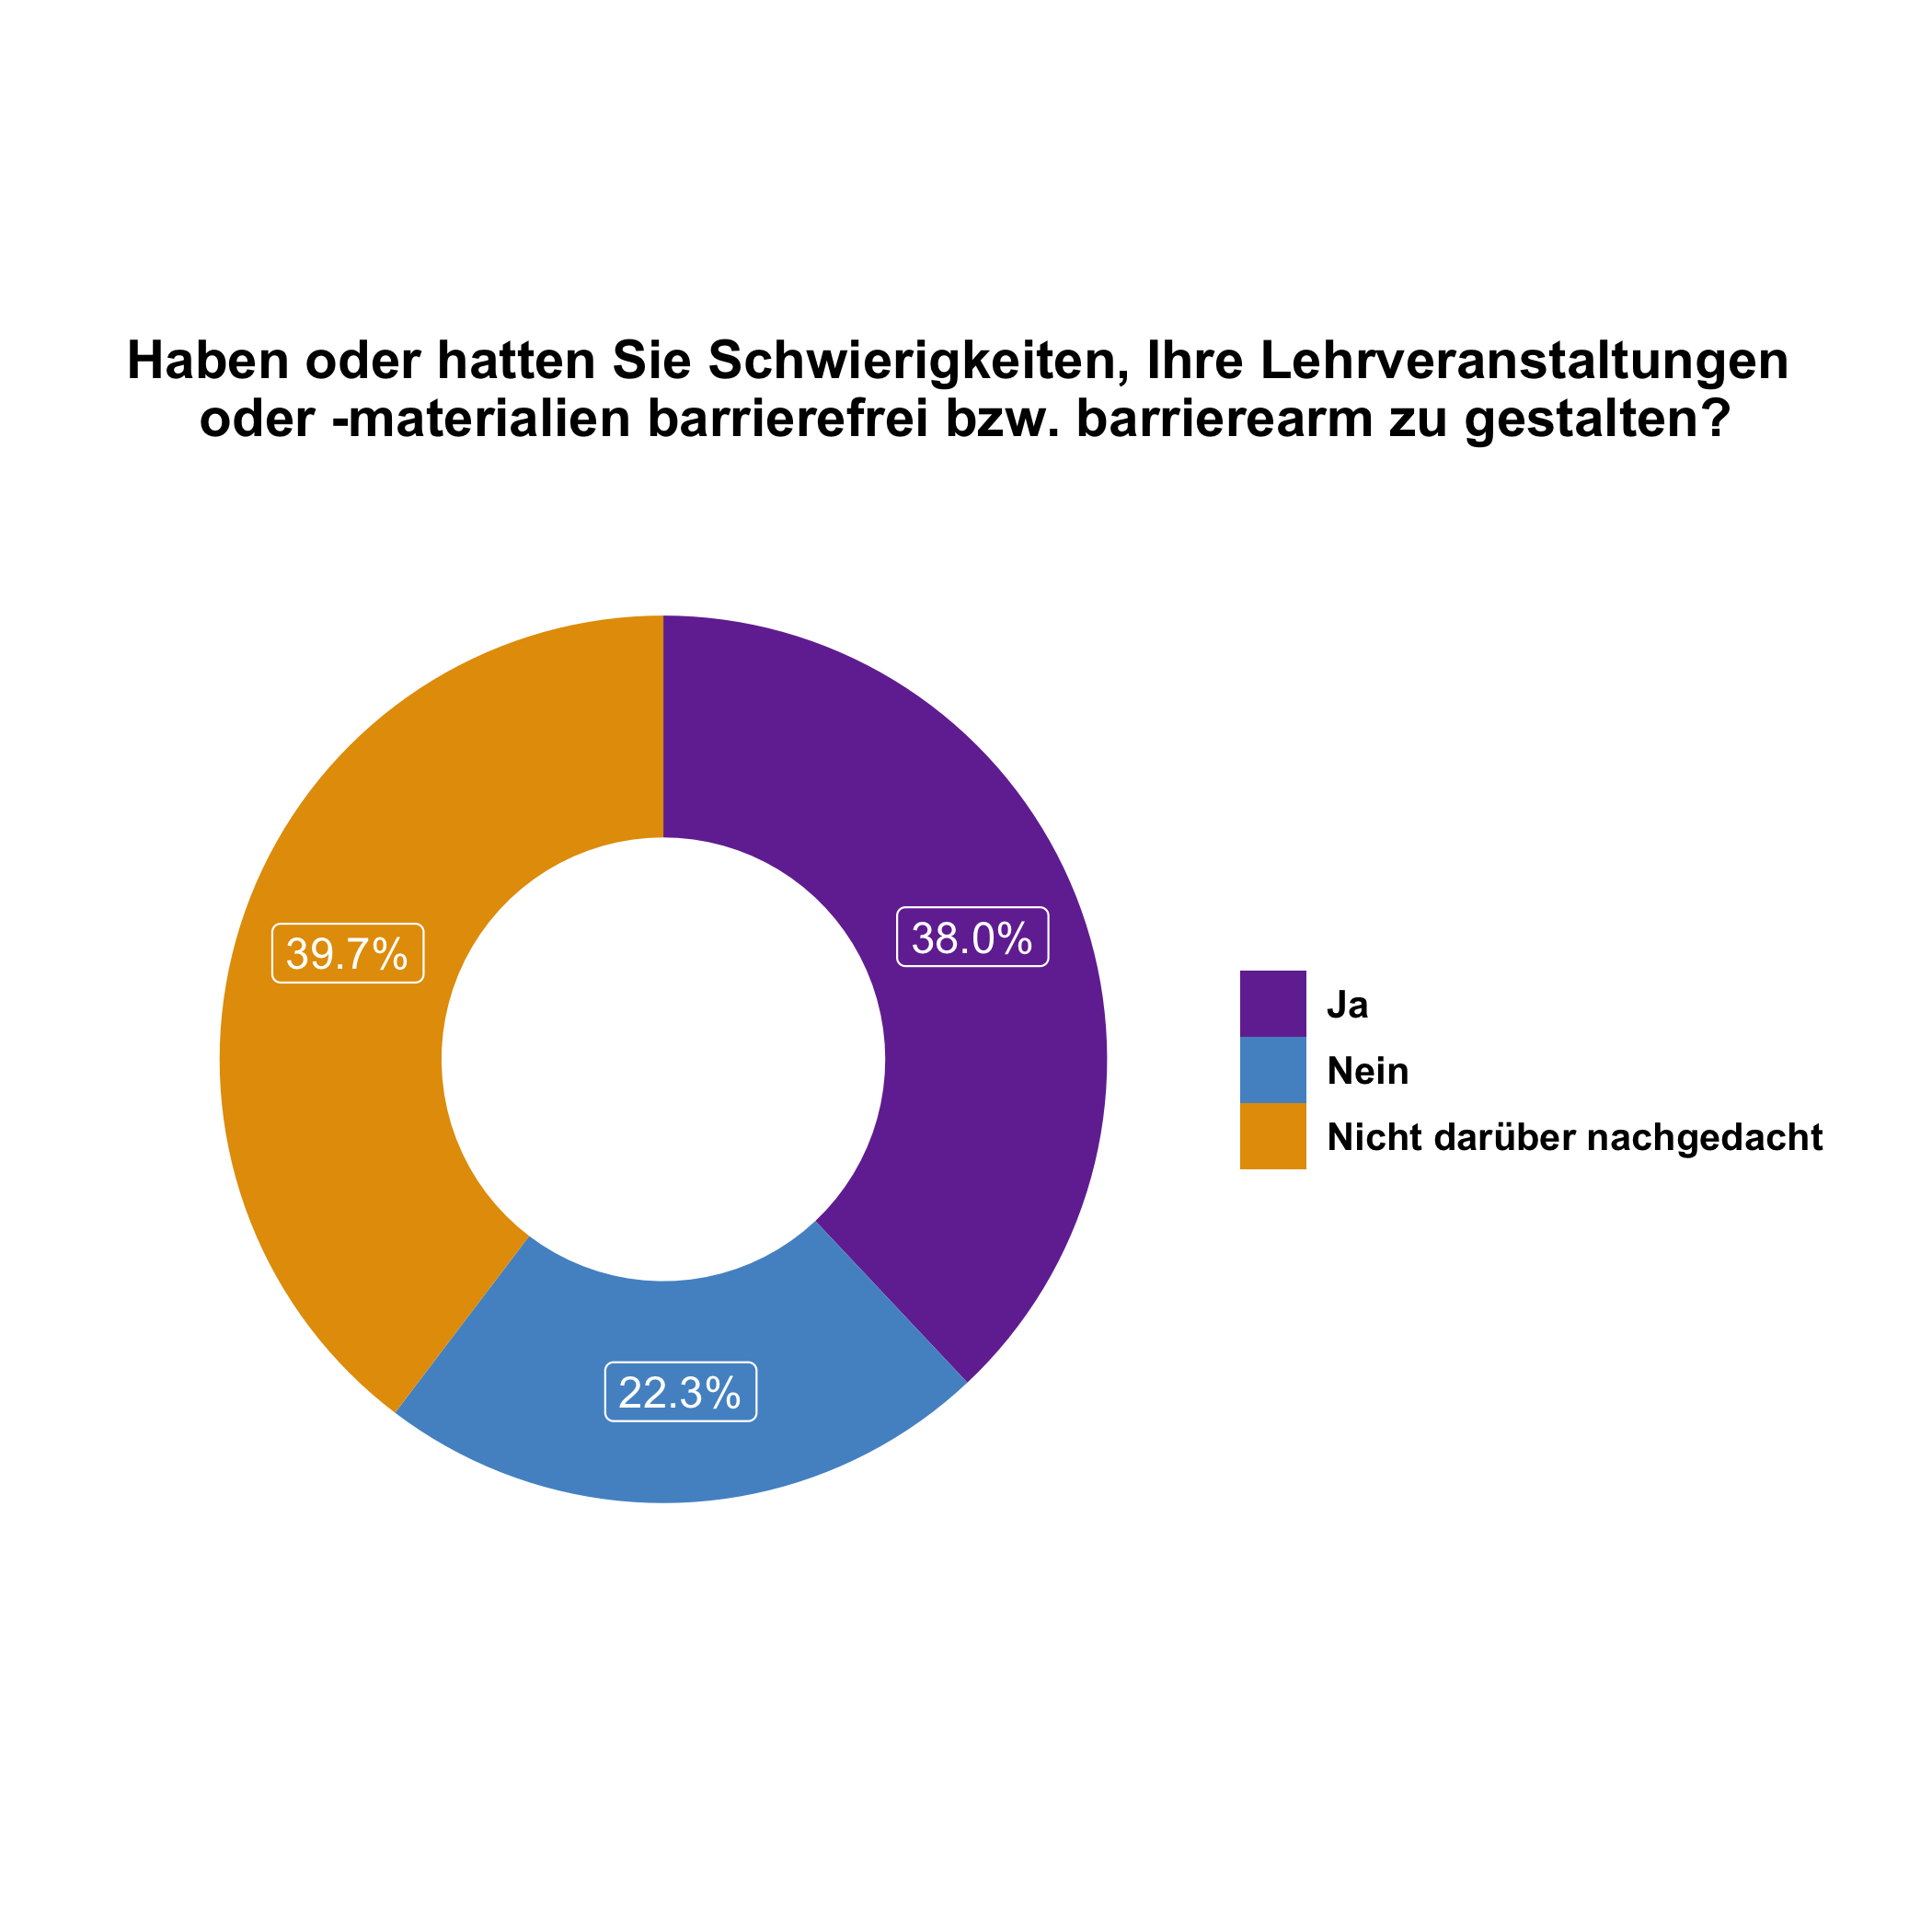 Haben oder hatten Sie Schwierigkeiten, Ihre Lehrveranstaltungen
oder -materialien barrierefrei bzw. barrierearm zu gestalten?
39.7%
38.0%
22.3%
Ja
Nein
Nicht darüber nachgedacht